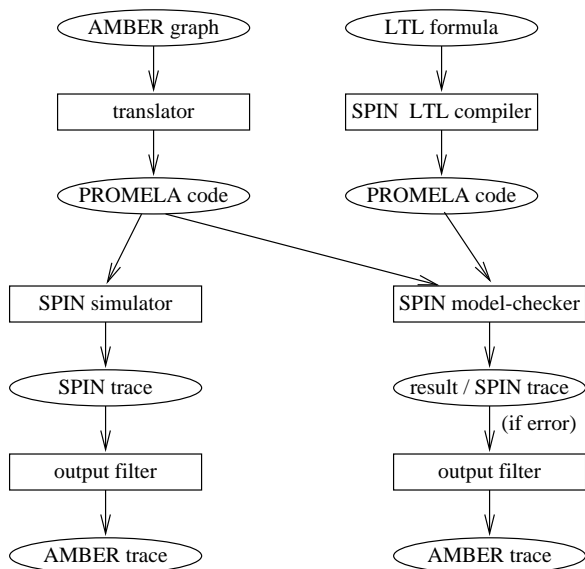 AMBER graph
LTL formula
translator
SPIN LTL compiler
PROMELA code
PROMELA code
SPIN simulator
SPIN model-checker
SPIN trace
result / SPIN trace
(if error)
output filter
output filter
AMBER trace
AMBER trace